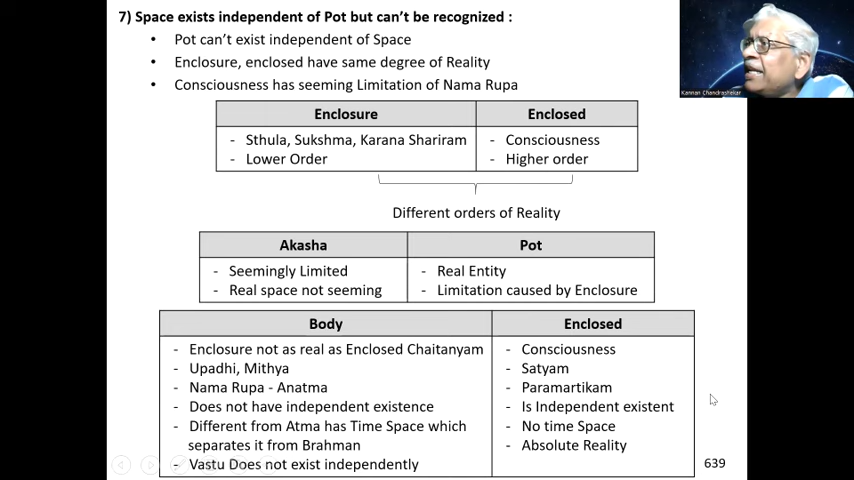 7) Space exists independent of Pot but can't be recognized :
• Pot can't exist independent of Space
• Enclosure, enclosed have same degree of Reality
• Consciousness has seeming Limitation of Nama Rupa
Enclosure
- Sthula, Sukshma, Karana Shariram
- Lower Order
Enclosed
- Consciousness
- Higher order
Different orders of Reality
Akasha
- Seemingly Limited
- Real space not seeming
Pot
- Real Entity
- Limitation caused by Enclosure
Body
- Enclosure not as real as Enclosed Chaitanyam
- Upadhi, Mithya
- Nama Rupa - Anatma
- Does not have independent existence
- Different from Atma has Time Space which
separates it from Brahman
- Vastu Does not exist independently
Enclosed
- Consciousness
- Satyam
- Paramartikam
- Is Independent existent
- No time Space
- Absolute Reality
639
Kannan Chandrashekar